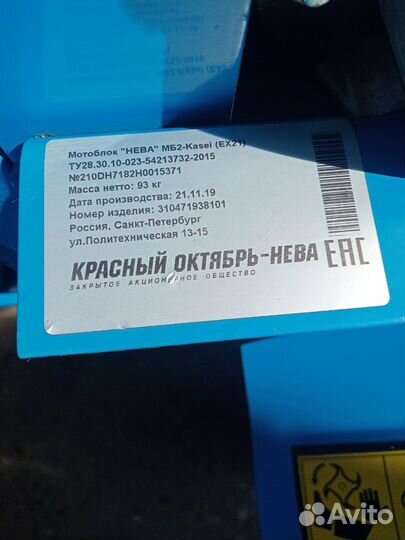 Мотоблок "НЕВА" МБ2-Kasei (EX21)
ТУ28.30.10-023-54213732-2015
№210DH7182H0015371
Масса нетто: 93 кг
Дата производства: 21.11.19
Номер изделия: 310471938101
Россия, Санкт-Петербург
ул.Политехническая 13-15
КРАСНЫЙ ОКТЯБРЬ-НЕВА EAC
ЗАКРЫТОЕ АКЦИОНЕРНОЕ ОБЩЕСТВО
Avito